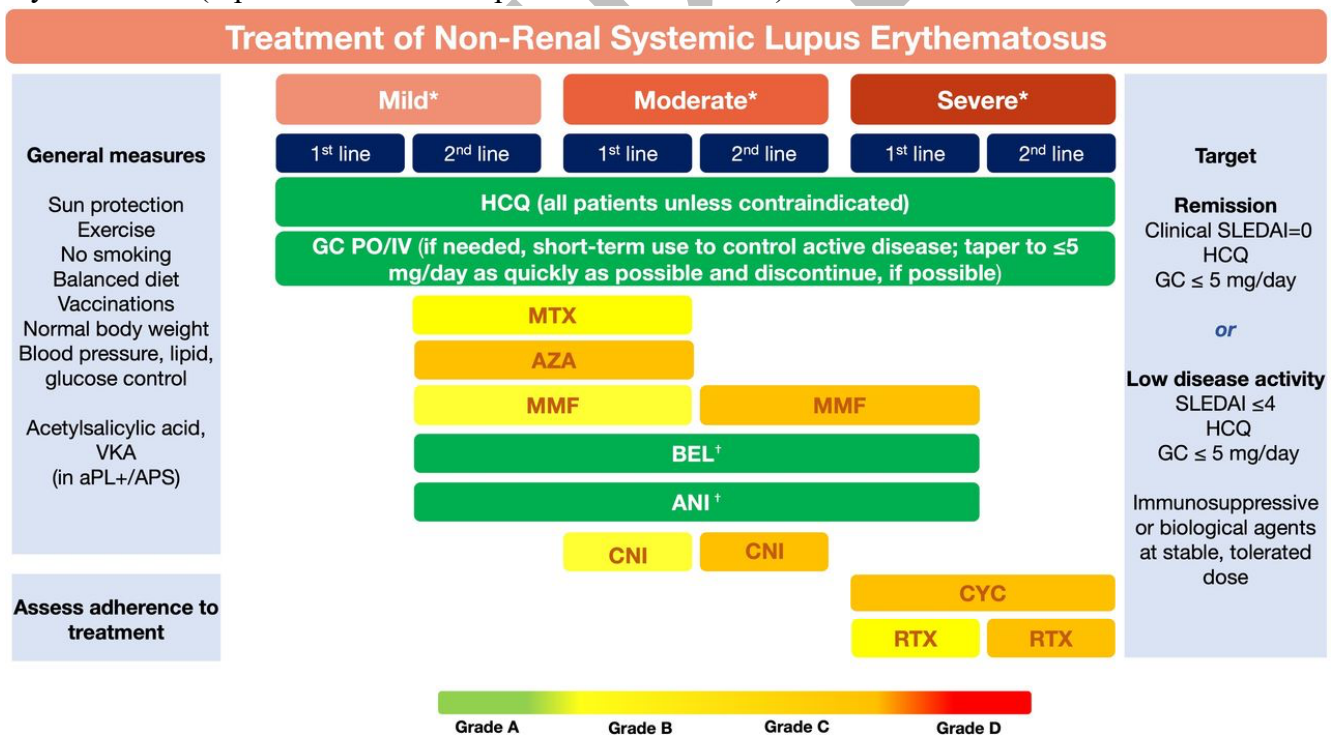 Treatment of Non-Renal Systemic Lupus Erythematosus
Mild*
Moderate*
Severe*
1st line
2nd line
1st line
2nd line
1st line
2nd line
General measures
Sun protection
Exercise
No smoking
Balanced diet
Vaccinations
Normal body weight
Blood pressure, lipid,
glucose control
Acetylsalicylic acid,
VKA
(in aPL+/APS)
Assess adherence to
treatment
HCQ (all patients unless contraindicated)
GC PO/IV (if needed, short-term use to control active disease; taper to ≤5
mg/day as quickly as possible and discontinue, if possible)
MTX
AZA
MMF
MMF
BEL†
ANI †
CNI
CNI
CYC
RTX
RTX
Target
Remission
Clinical SLEDAI=0
HCQ
GC ≤ 5 mg/day
or
Low disease activity
SLEDAI ≤4
HCQ
GC ≤ 5 mg/day
Immunosuppressive
or biological agents
at stable, tolerated
dose
Grade A
Grade B
Grade C
Grade D